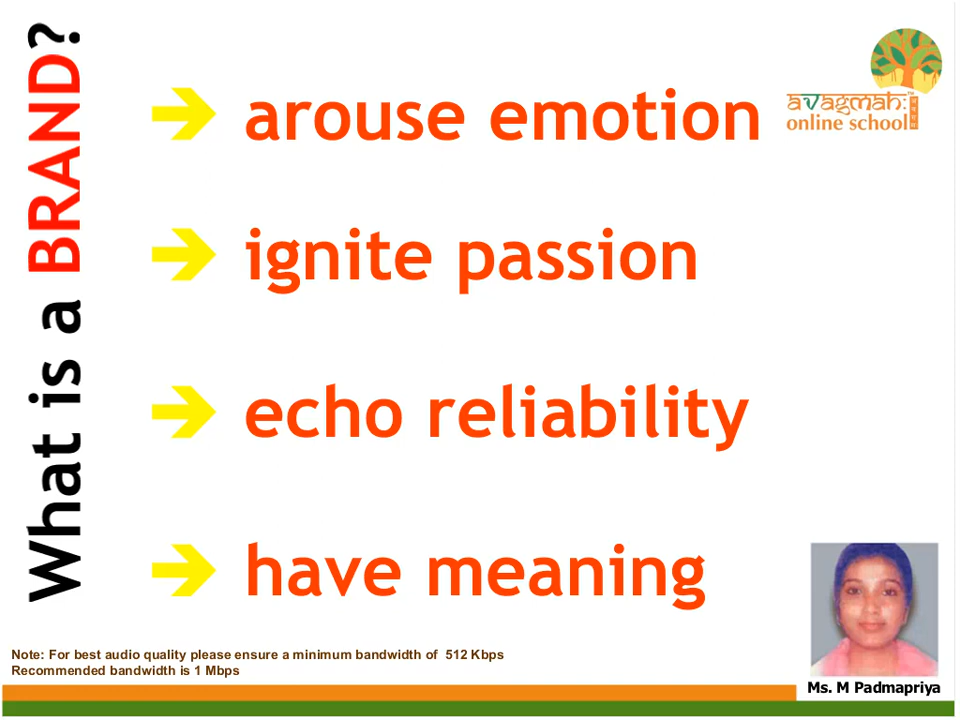 What is a BRAND?
arouse emotion
ignite passion
echo reliability
have meaning
avagmah:
online school
Note: For best audio quality please ensure a minimum bandwidth of 512 Kbps
Recommended bandwidth is 1 Mbps
Ms. M Padmapriya